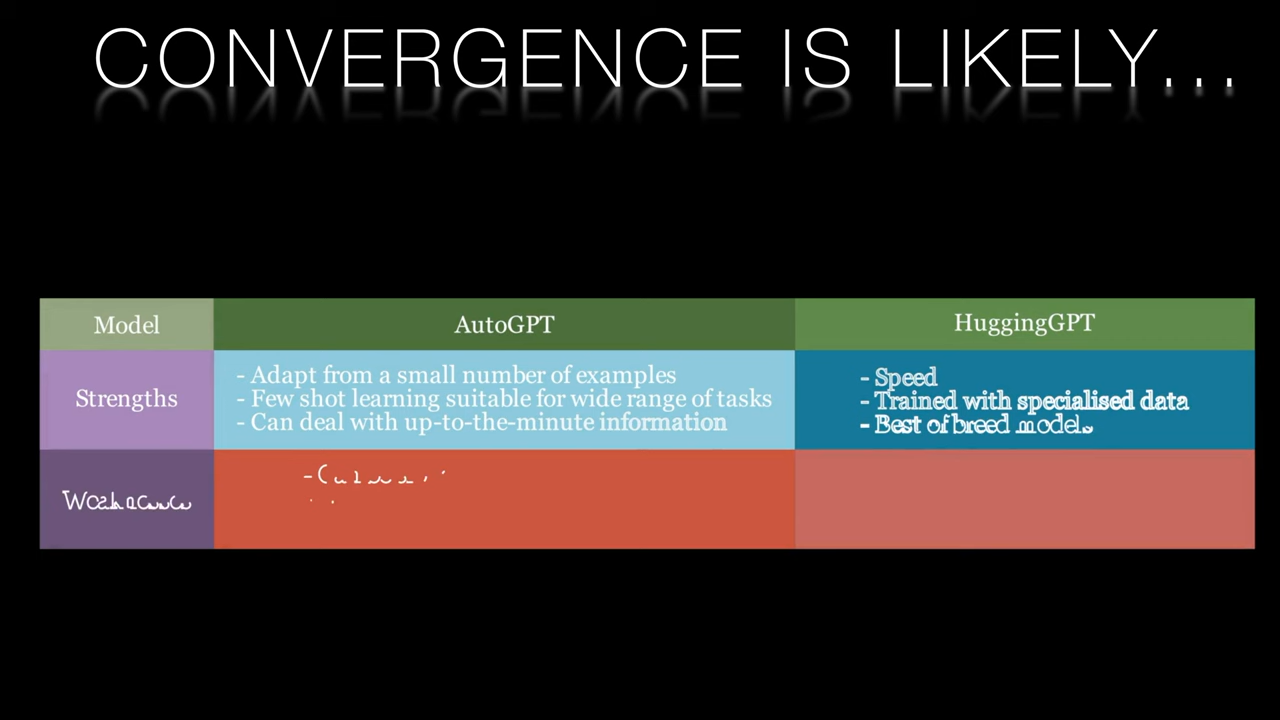 CONVERGENCE IS LIKELY...
Model
AutoGPT
HuggingGPT
Strengths
- Adapt from a small number of examples
- Few shot learning suitable for wide range of tasks
- Can deal with up-to-the-minute information
- Speed
- Trained with specialised data
- Best of breed models